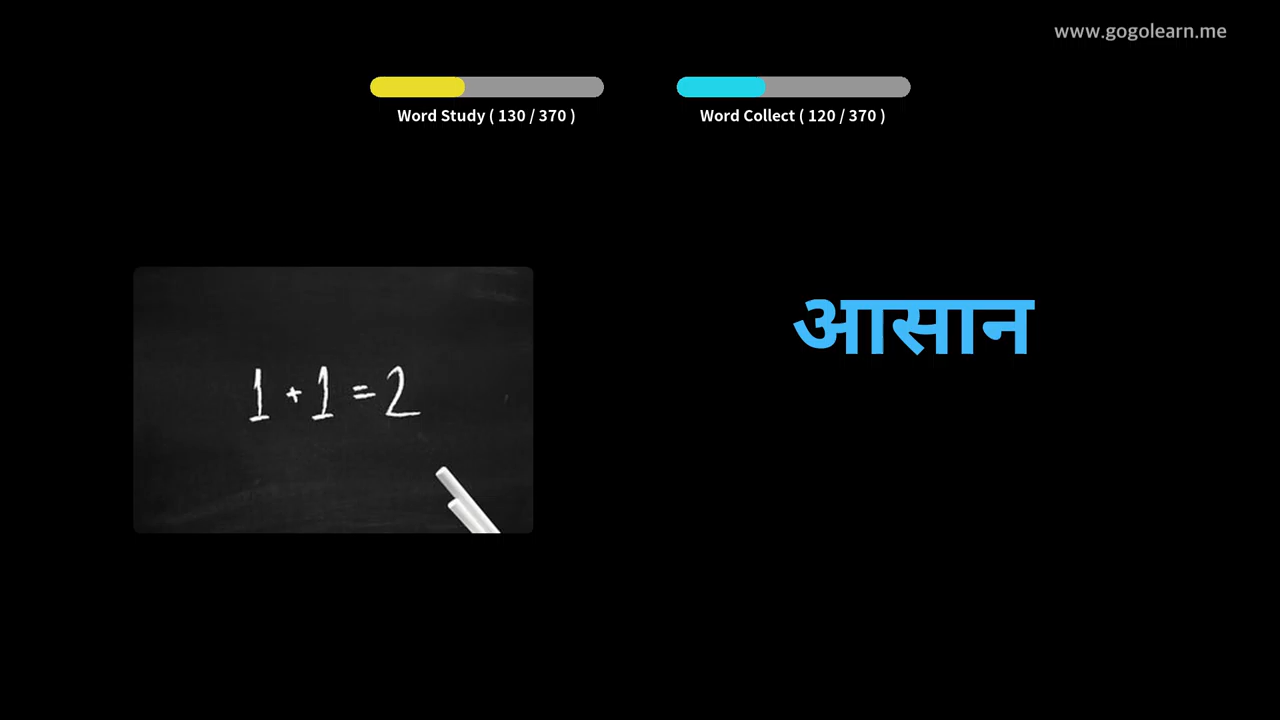 www.gogolearn.me
Word Study ( 130 / 370 )
Word Collect ( 120 / 370 )
1 + 1 = 2
आसान